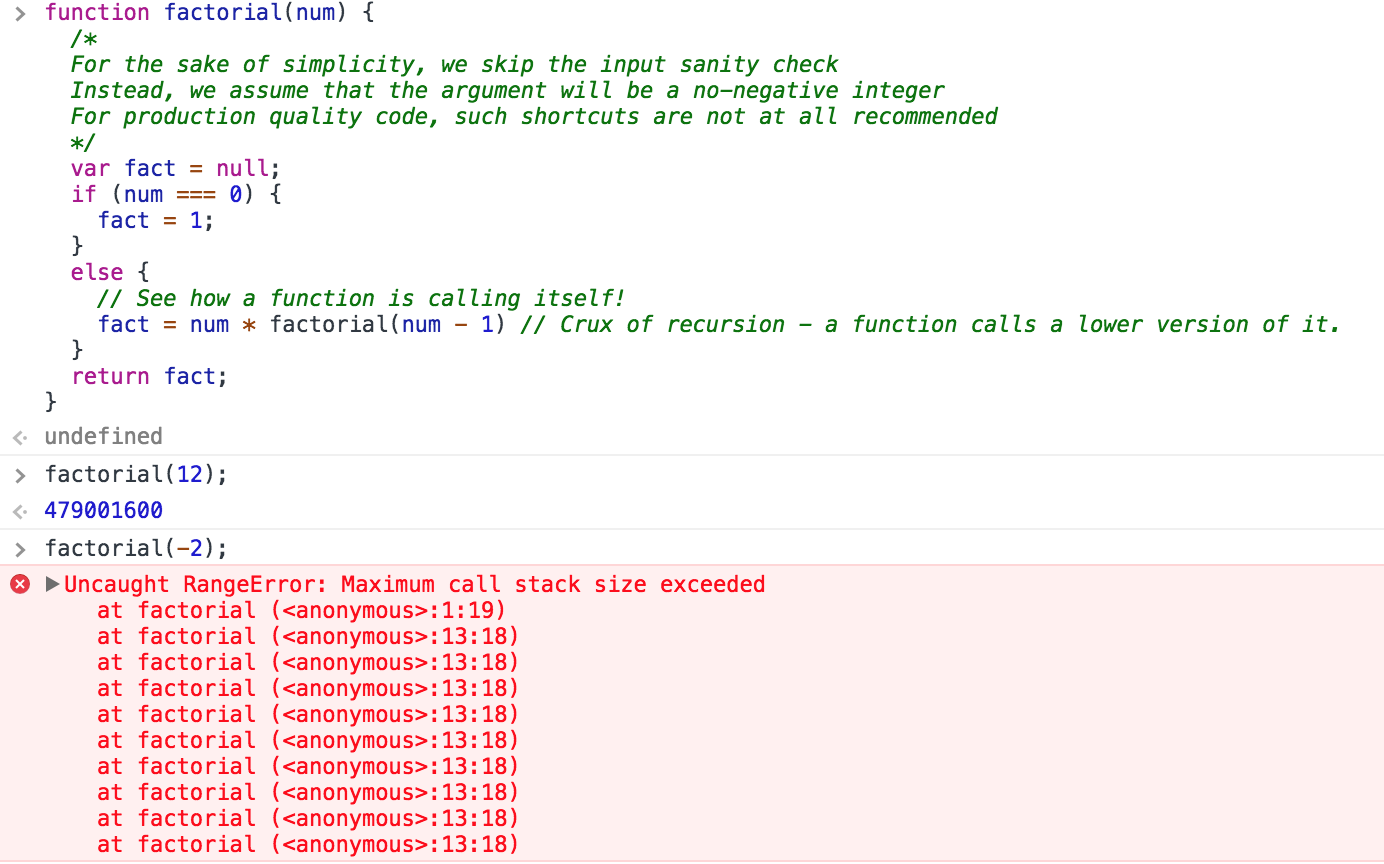 function factorial(num) {
/*
For the sake of simplicity, we skip the input sanity check
Instead, we assume that the argument will be a no-negative integer
For production quality code, such shortcuts are not at all recommended
*/
var fact = null;
if (num === 0) {
fact = 1;
}
else {
// See how a function is calling itself!
fact = num * factorial(num - 1) // Crux of recursion - a function calls a lower version of it.
}
return fact;
}
undefined
factorial(12);
479001600
factorial(-2);
Uncaught RangeError: Maximum call stack size exceeded
at factorial (<anonymous>:1:19)
at factorial (<anonymous>:13:18)
at factorial (<anonymous>:13:18)
at factorial (<anonymous>:13:18)
at factorial (<anonymous>:13:18)
at factorial (<anonymous>:13:18)
at factorial (<anonymous>:13:18)
at factorial (<anonymous>:13:18)
at factorial (<anonymous>:13:18)
at factorial (<anonymous>:13:18)